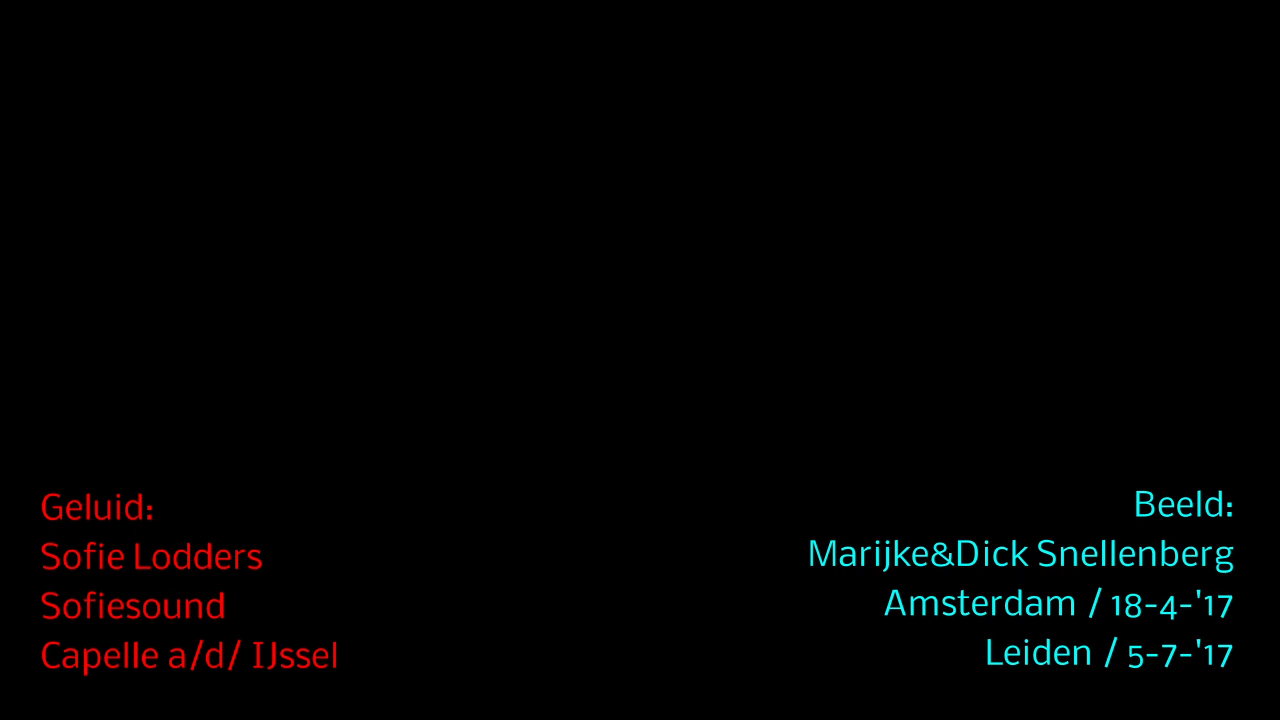 Geluid:
Sofie Lodders
Sofiesound
Capelle a/d/ IJssel
Beeld:
Marijke&Dick Snellenberg
Amsterdam / 18-4-'17
Leiden / 5-7-'17